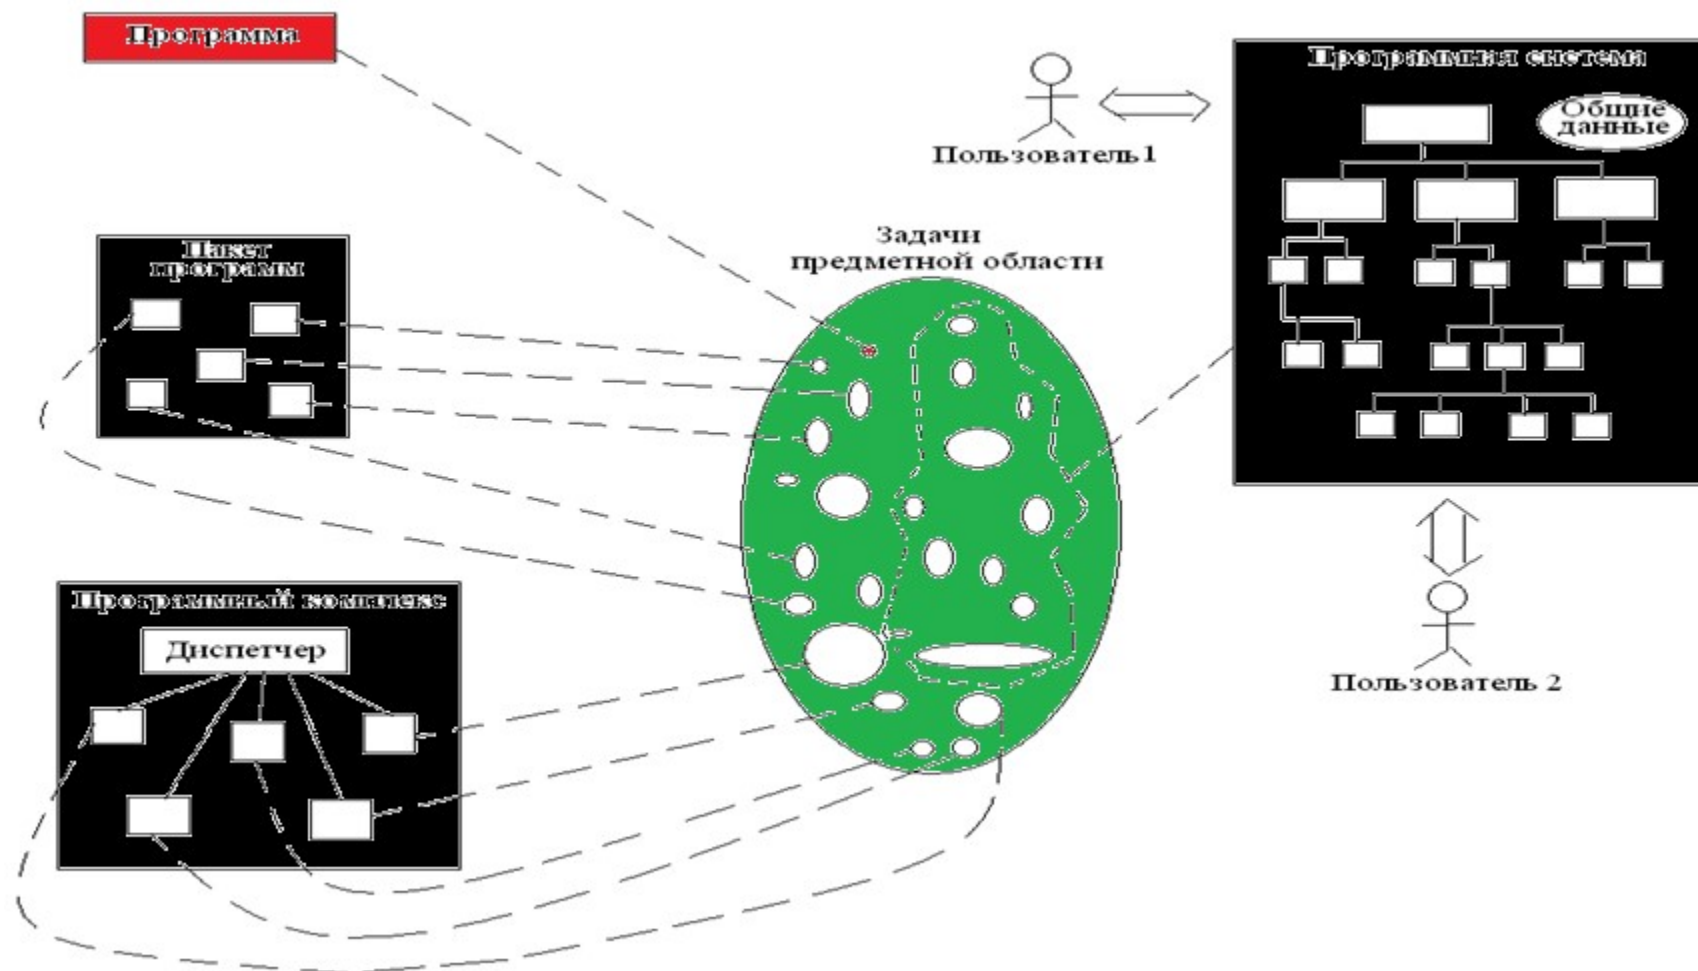 Программа
Программная система
Общие
данные
Пользователь1
Задачи
предметной области
Пакет
программ
Программный комплекс
Диспетчер
Пользователь 2